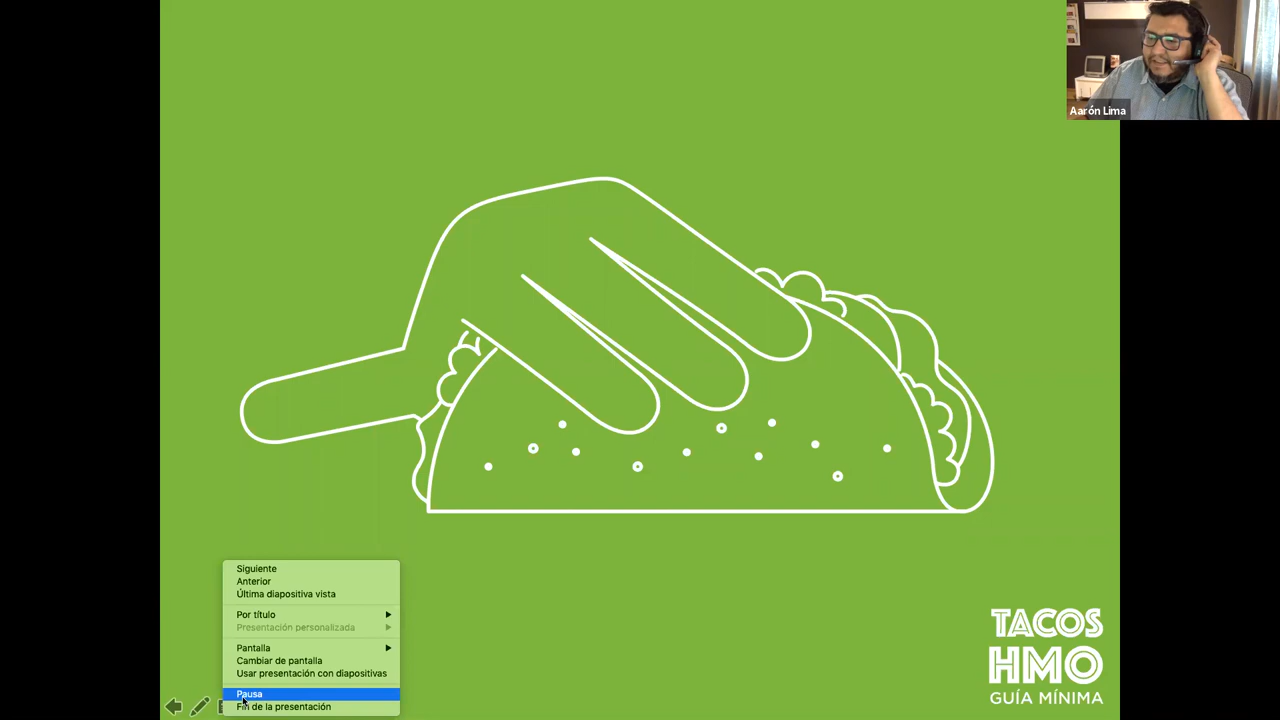 Aarón Lima
Siguiente
Anterior
Última diapositiva vista
Por título
Presentación personalizada
Pantalla
Cambiar de pantalla
Usar presentación con diapositivas
Pausa
Fin de la presentación
TACOS
HMO
GUÍA MÍNIMA